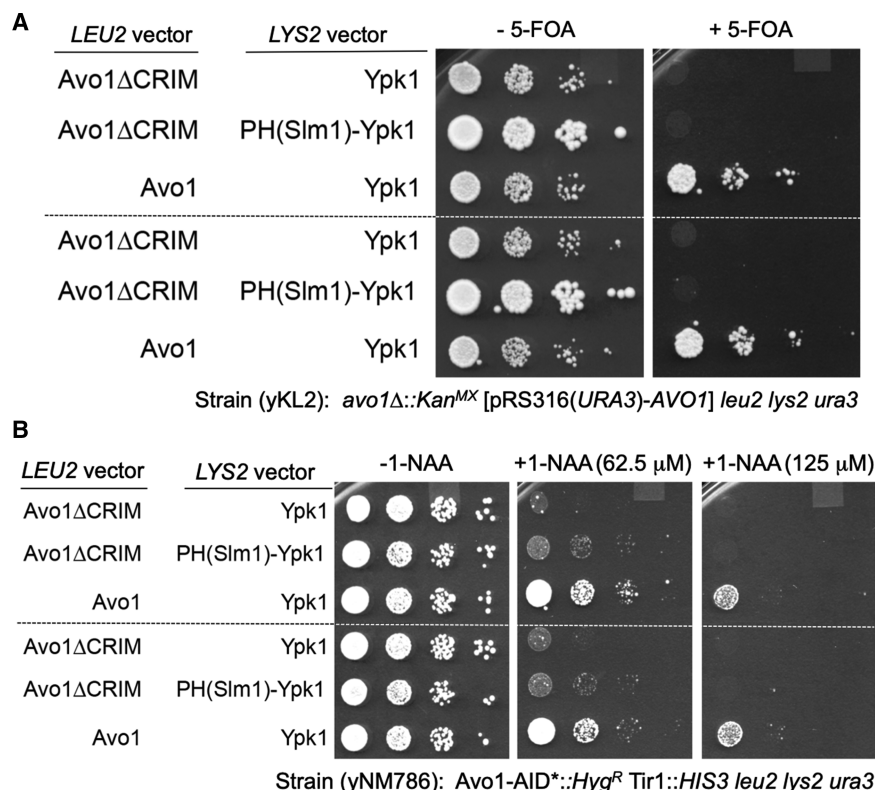 A
LEU2 vector LYS2 vector - 5-FOA + 5-FOA
Avo1ΔCRIM Ypk1
Avo1ΔCRIM PH(Slm1)-Ypk1
Avo1 Ypk1
Avo1ΔCRIM Ypk1
Avo1ΔCRIM PH(Slm1)-Ypk1
Avo1 Ypk1
Strain (yKL2): avo1Δ::Kan^MX [pRS316(URA3)-AVO1] leu2 lys2 ura3
B
LEU2 vector LYS2 vector -1-NAA +1-NAA (62.5 μM) +1-NAA (125 μM)
Avo1ΔCRIM Ypk1
Avo1ΔCRIM PH(Slm1)-Ypk1
Avo1 Ypk1
Avo1ΔCRIM Ypk1
Avo1ΔCRIM PH(Slm1)-Ypk1
Avo1 Ypk1
Strain (yNM786): Avo1-AID*::Hyg^R Tir1::HIS3 leu2 lys2 ura3